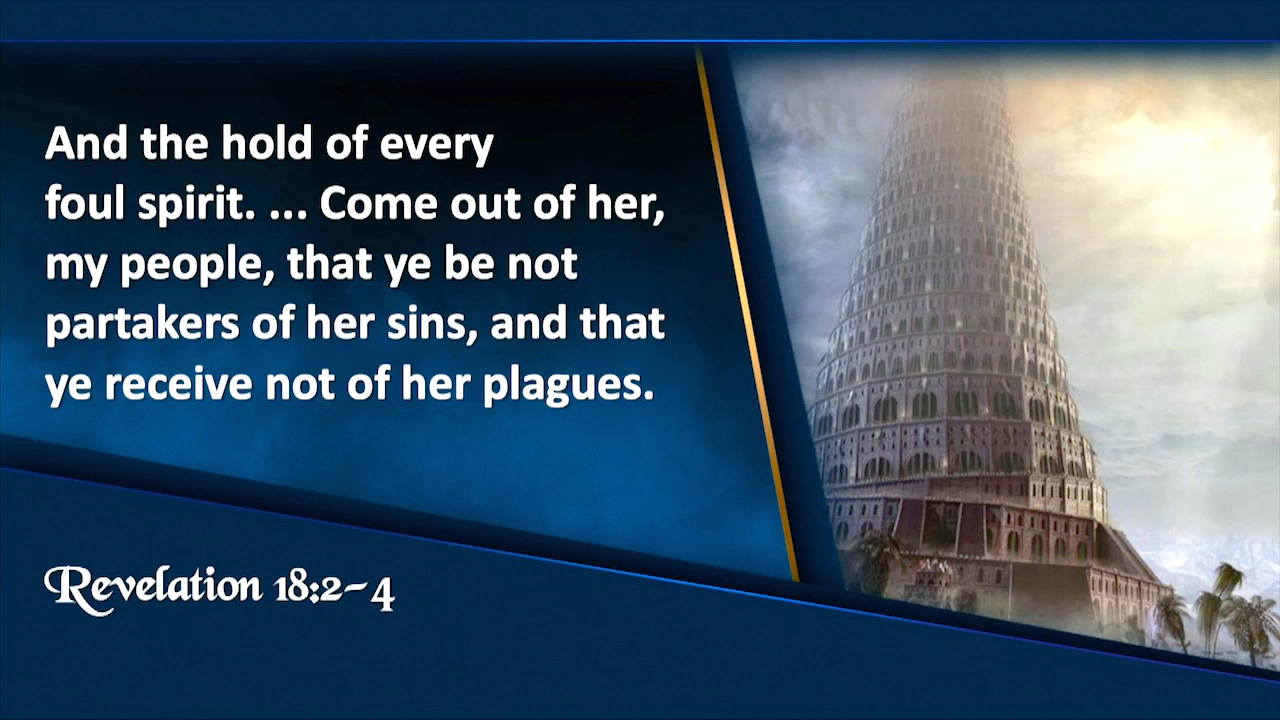 And the hold of every
foul spirit. ... Come out of her,
my people, that ye be not
partakers of her sins, and that
ye receive not of her plagues.
Revelation 18:2-4